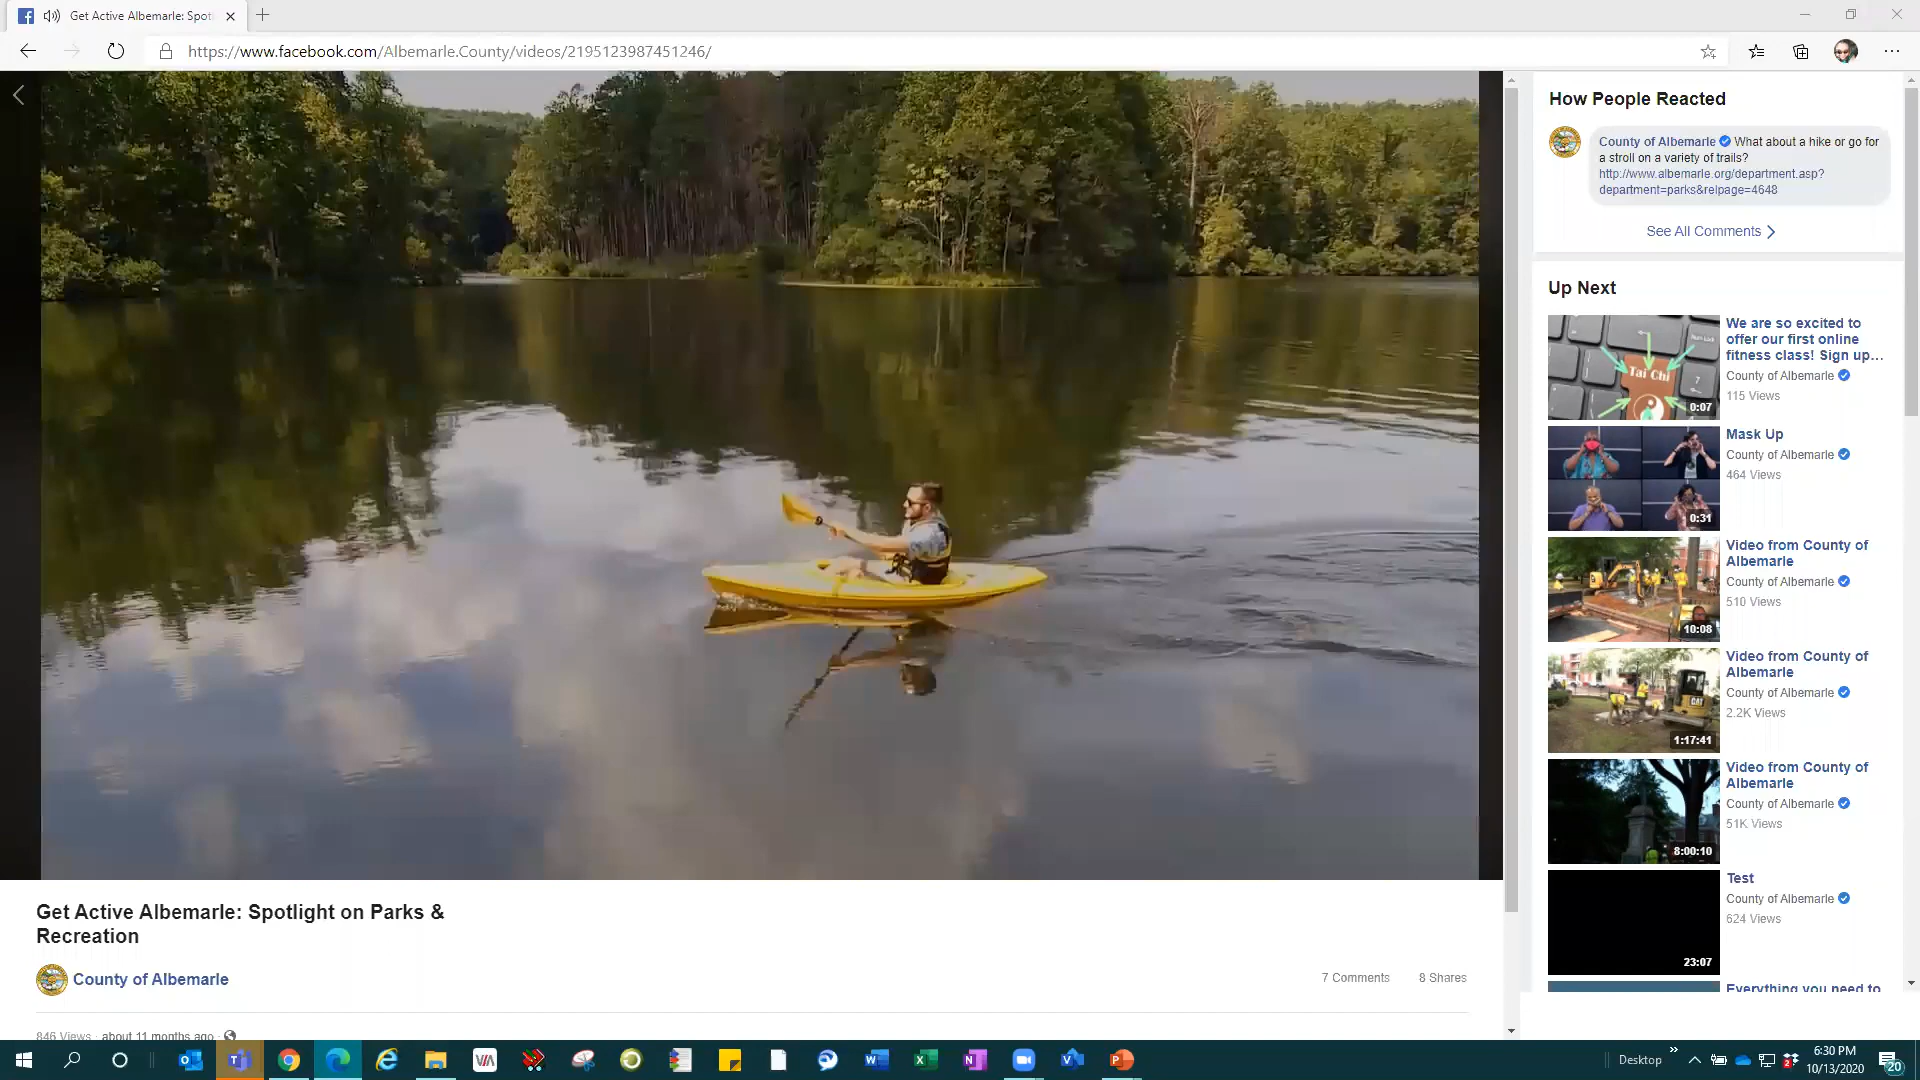 Get Active Albemarle: Spot
https://www.facebook.com/Albemarle.County/videos/2195123987451246/
How People Reacted
County of Albemarle What about a hike or go for
a stroll on a variety of trails?
http://www.albemarle.org/department.asp?
department=parks&relpage=4648
See All Comments
Up Next
We are so excited to
offer our first online
fitness class! Sign up...
County of Albemarle
115 Views
Tai Chi
7
0:07
Mask Up
County of Albemarle
464 Views
0:31
Video from County of
Albemarle
County of Albemarle
510 Views
10:08
Video from County of
Albemarle
County of Albemarle
2.2K Views
CAT
1:17:41
Video from County of
Albemarle
County of Albemarle
51K Views
8:00:10
Test
County of Albemarle
624 Views
23:07
Everything you need to
Get Active Albemarle: Spotlight on Parks &
Recreation
County of Albemarle
7 Comments 8 Shares
846 Views · about 11 months ago ·
VIA
Desktop
6:30 PM
10/13/2020
20